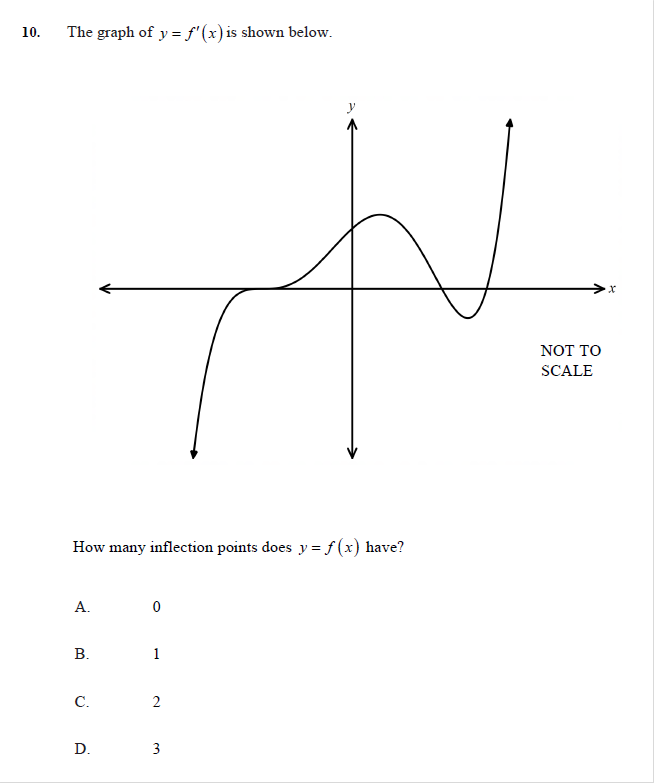 10. The graph of y = f′(x) is shown below.
y
x
NOT TO
SCALE
How many inflection points does y = f(x) have?
A. 0
B. 1
C. 2
D. 3